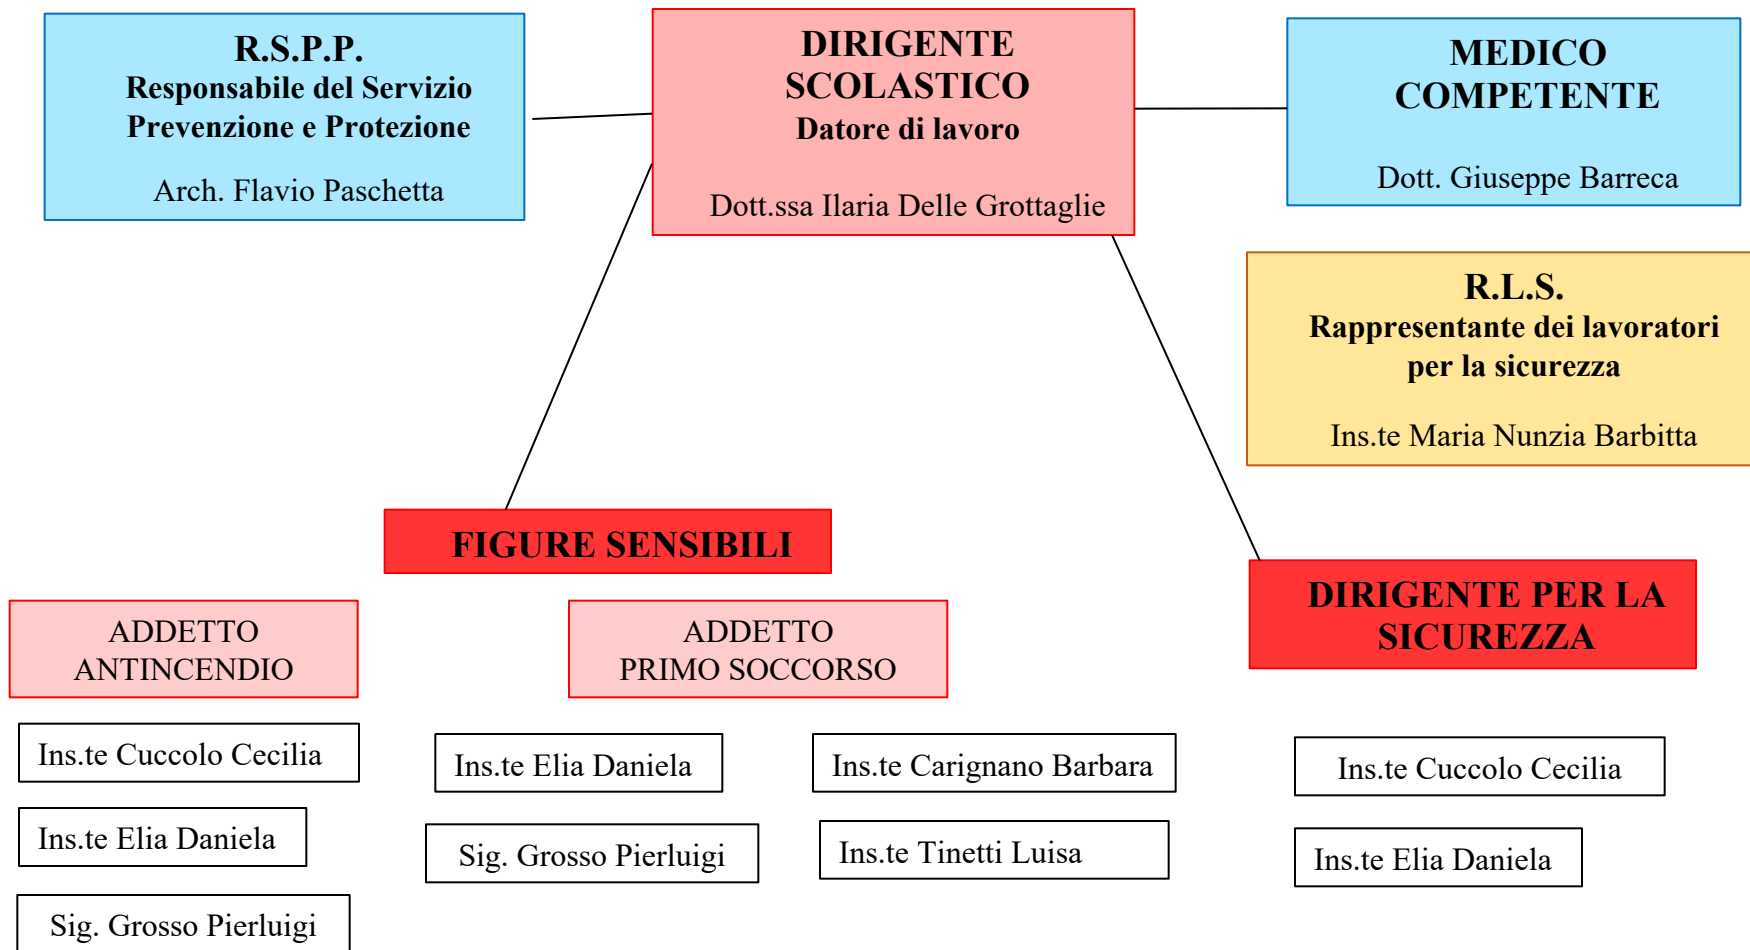 R.S.P.P.
Responsabile del Servizio
Prevenzione e Protezione
Arch. Flavio Paschetta
DIRIGENTE
SCOLASTICO
Datore di lavoro
Dott.ssa Ilaria Delle Grottaglie
MEDICO
COMPETENTE
Dott. Giuseppe Barreca
R.L.S.
Rappresentante dei lavoratori
per la sicurezza
Ins.te Maria Nunzia Barbitta
FIGURE SENSIBILI
DIRIGENTE PER LA
SICUREZZA
ADDETTO
ANTINCENDIO
ADDETTO
PRIMO SOCCORSO
Ins.te Cuccolo Cecilia
Ins.te Elia Daniela
Sig. Grosso Pierluigi
Ins.te Elia Daniela
Sig. Grosso Pierluigi
Ins.te Carignano Barbara
Ins.te Tinetti Luisa
Ins.te Cuccolo Cecilia
Ins.te Elia Daniela